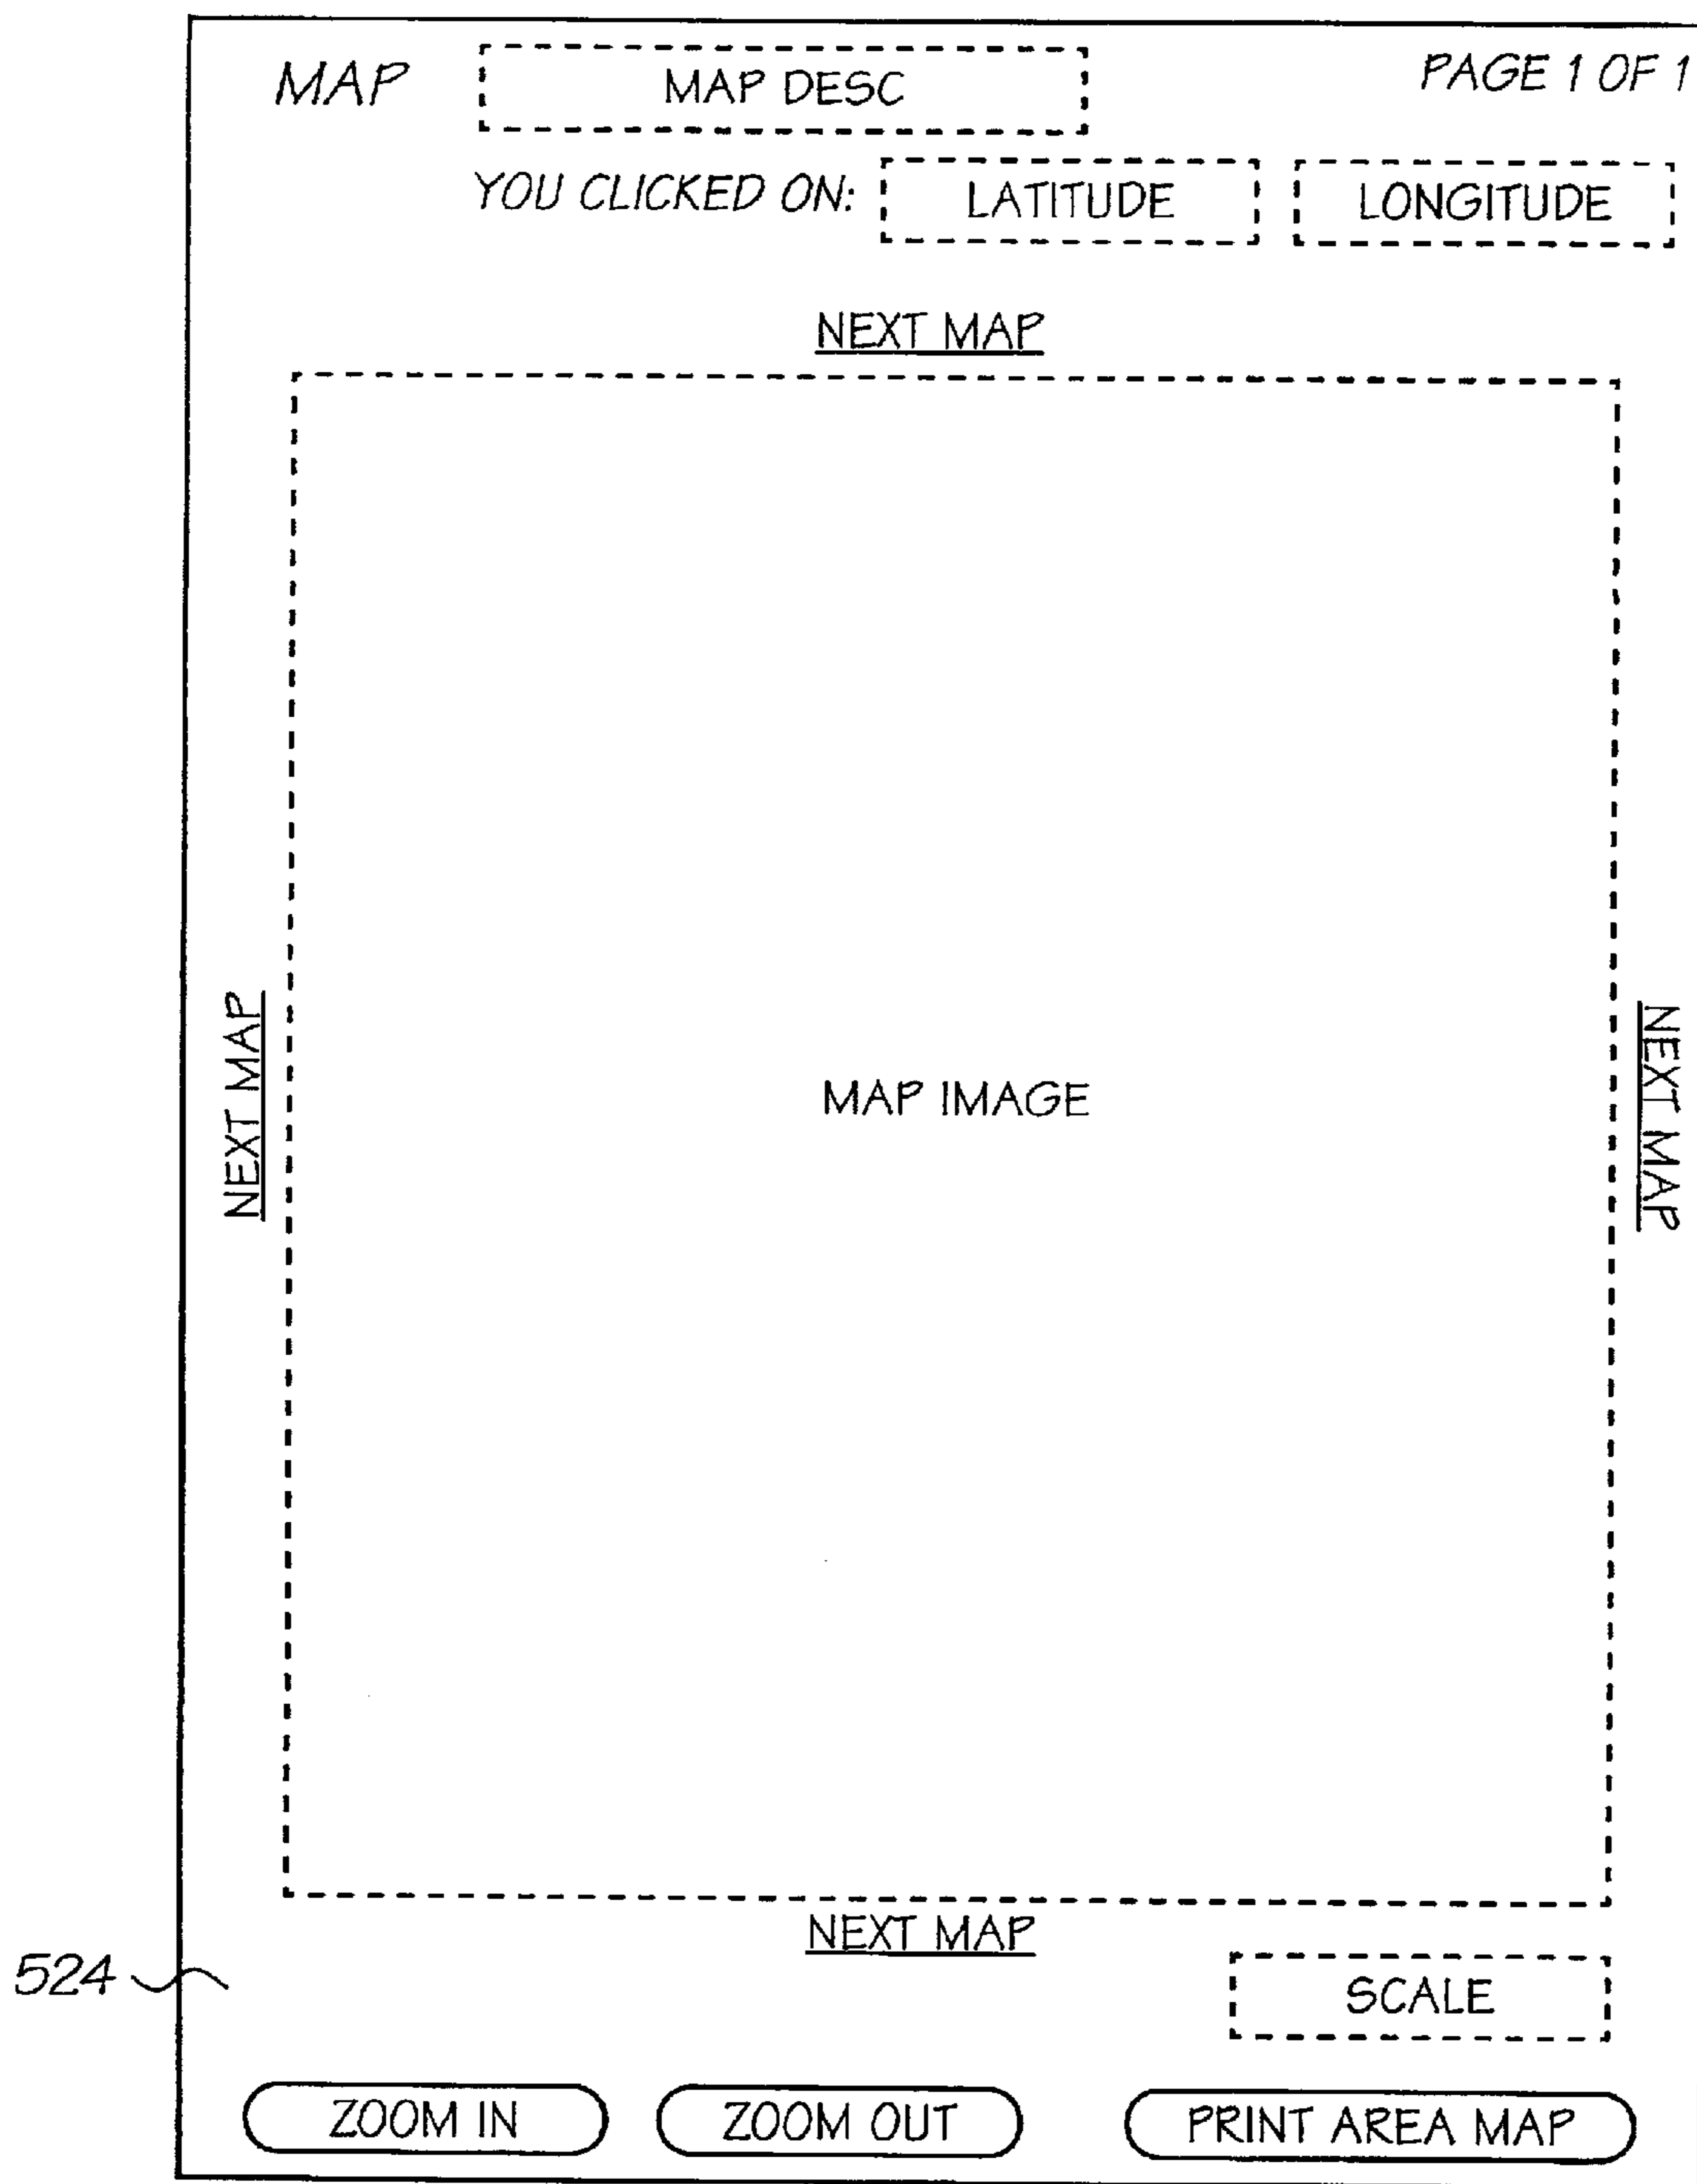 MAP MAP DESC PAGE 1 OF 1
YOU CLICKED ON: LATITUDE LONGITUDE
NEXT MAP
NEXT MAP
MAP IMAGE
NEXT MAP
NEXT MAP
524
SCALE
ZOOM IN ZOOM OUT PRINT AREA MAP